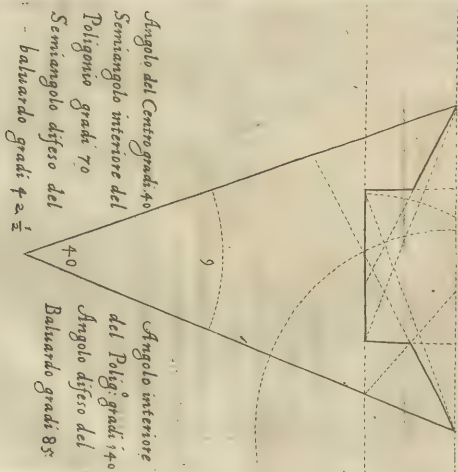 Angolo del Centro gradi 40
Semiangolo interiore del
Poligonio gradi 70
Semiangolo difeso del
baluardo gradi 42 1/2
40
9
Angolo interiore
del Polig.º gradi 140
Angolo difeso del
Baluardo gradi 85